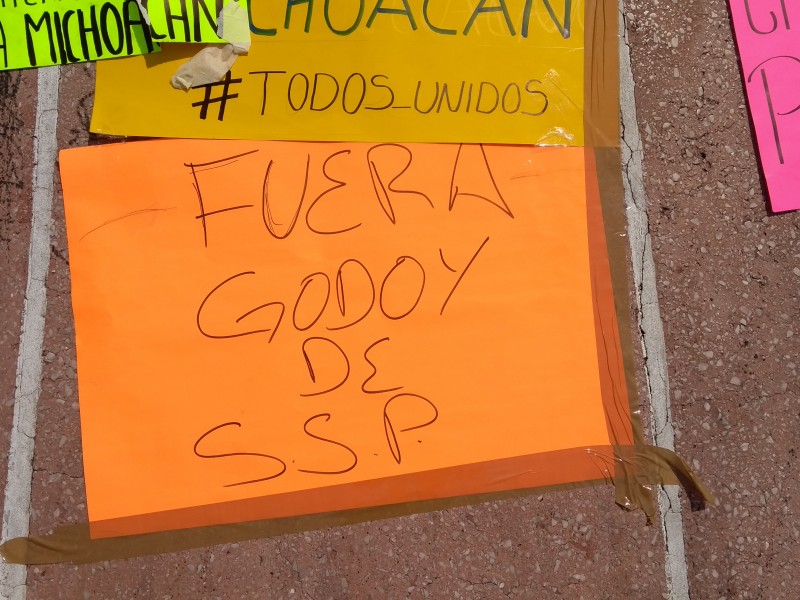 A MICHOACAN
CHOACAN
#TODOS_UNIDOS
FUERA
GODOY
DE
S.S.P.